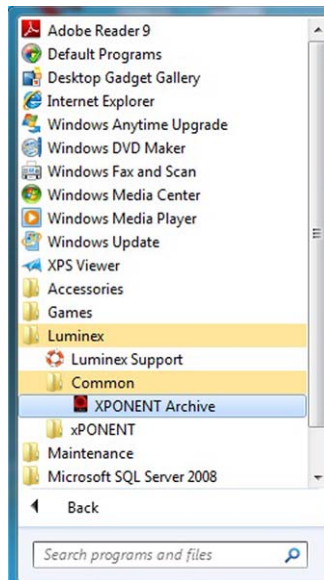 Adobe Reader 9
Default Programs
Desktop Gadget Gallery
Internet Explorer
Windows Anytime Upgrade
Windows DVD Maker
Windows Fax and Scan
Windows Media Center
Windows Media Player
Windows Update
XPS Viewer
Accessories
Games
Luminex
Luminex Support
Common
XPONENT Archive
xPONENT
Maintenance
Microsoft SQL Server 2008
Back
Search programs and files